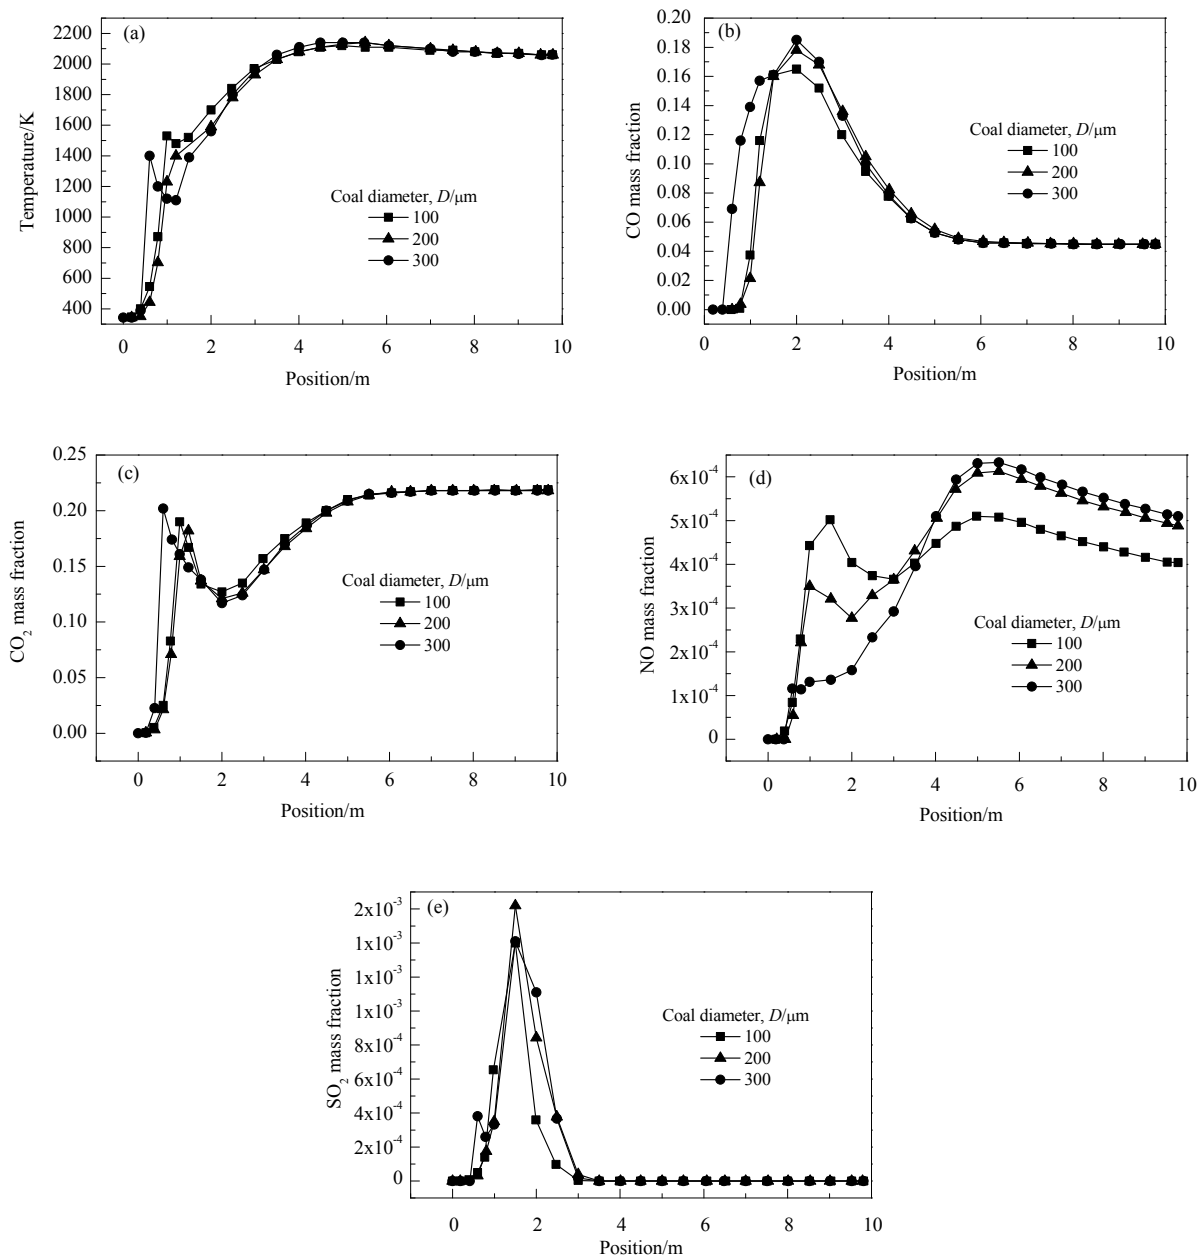 (a)
2200
2000
1800
1600
1400
1200
1000
800
600
400
Temperature/K
Coal diameter, D/μm
100
200
300
0 2 4 6 8 10
Position/m
(b)
0.20
0.18
0.16
0.14
0.12
0.10
0.08
0.06
0.04
0.02
0.00
CO mass fraction
Coal diameter, D/μm
100
200
300
0 2 4 6 8 10
Position/m
(c)
0.25
0.20
0.15
0.10
0.05
0.00
CO₂ mass fraction
Coal diameter, D/μm
100
200
300
0 2 4 6 8 10
Position/m
(d)
6x10⁻⁴
5x10⁻⁴
4x10⁻⁴
3x10⁻⁴
2x10⁻⁴
1x10⁻⁴
0
NO mass fraction
Coal diameter, D/μm
100
200
300
0 2 4 6 8 10
Position/m
(e)
2x10⁻³
1x10⁻³
1x10⁻³
1x10⁻³
8x10⁻⁴
6x10⁻⁴
4x10⁻⁴
2x10⁻⁴
0
SO₂ mass fraction
Coal diameter, D/μm
100
200
300
0 2 4 6 8 10
Position/m